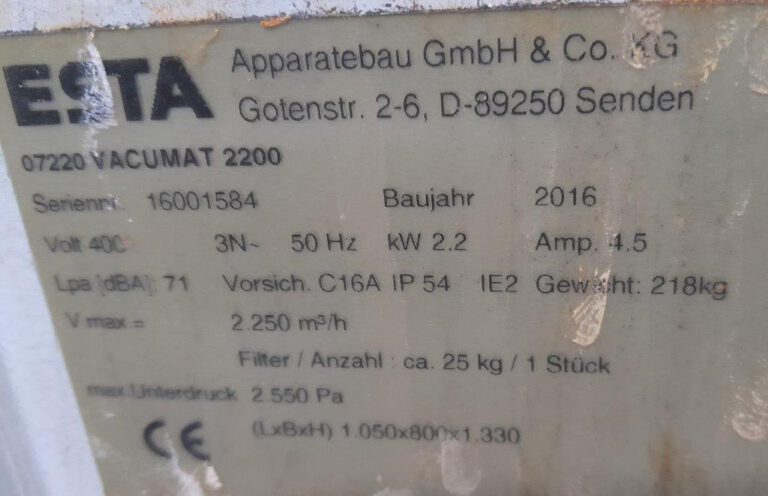 ESTA Apparatebau GmbH & Co. KG
Gotenstr. 2-6, D-89250 Senden
07220 VACUMAT 2200
Seriennr. 16001584 Baujahr 2016
Volt 400 3N~ 50 Hz kW 2.2 Amp. 4.5
Lpa [dBA]: 71 Vorsich. C16A IP 54 IE2 Gewicht: 218kg
V max = 2.250 m³/h
Filter / Anzahl : ca. 25 kg / 1 Stück
max.Unterdruck 2.550 Pa
CE (LxBxH) 1.050x800x1.330